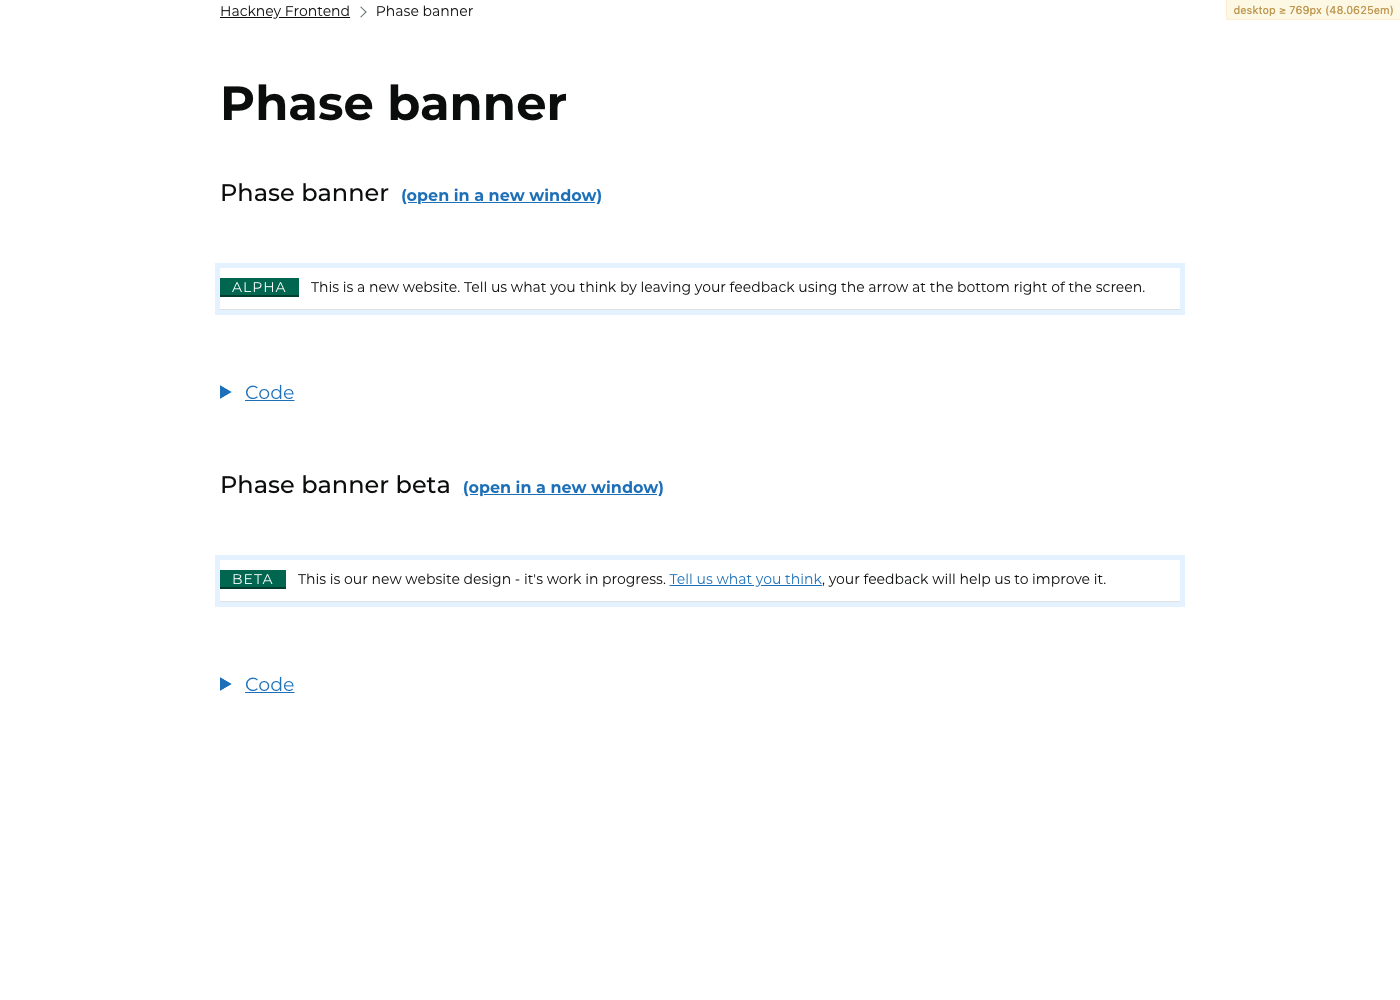 Hackney Frontend > Phase banner
desktop ≥ 769px (48.0625em)
Phase banner
Phase banner (open in a new window)
ALPHA This is a new website. Tell us what you think by leaving your feedback using the arrow at the bottom right of the screen.
Code
Phase banner beta (open in a new window)
BETA This is our new website design - it's work in progress. Tell us what you think, your feedback will help us to improve it.
Code